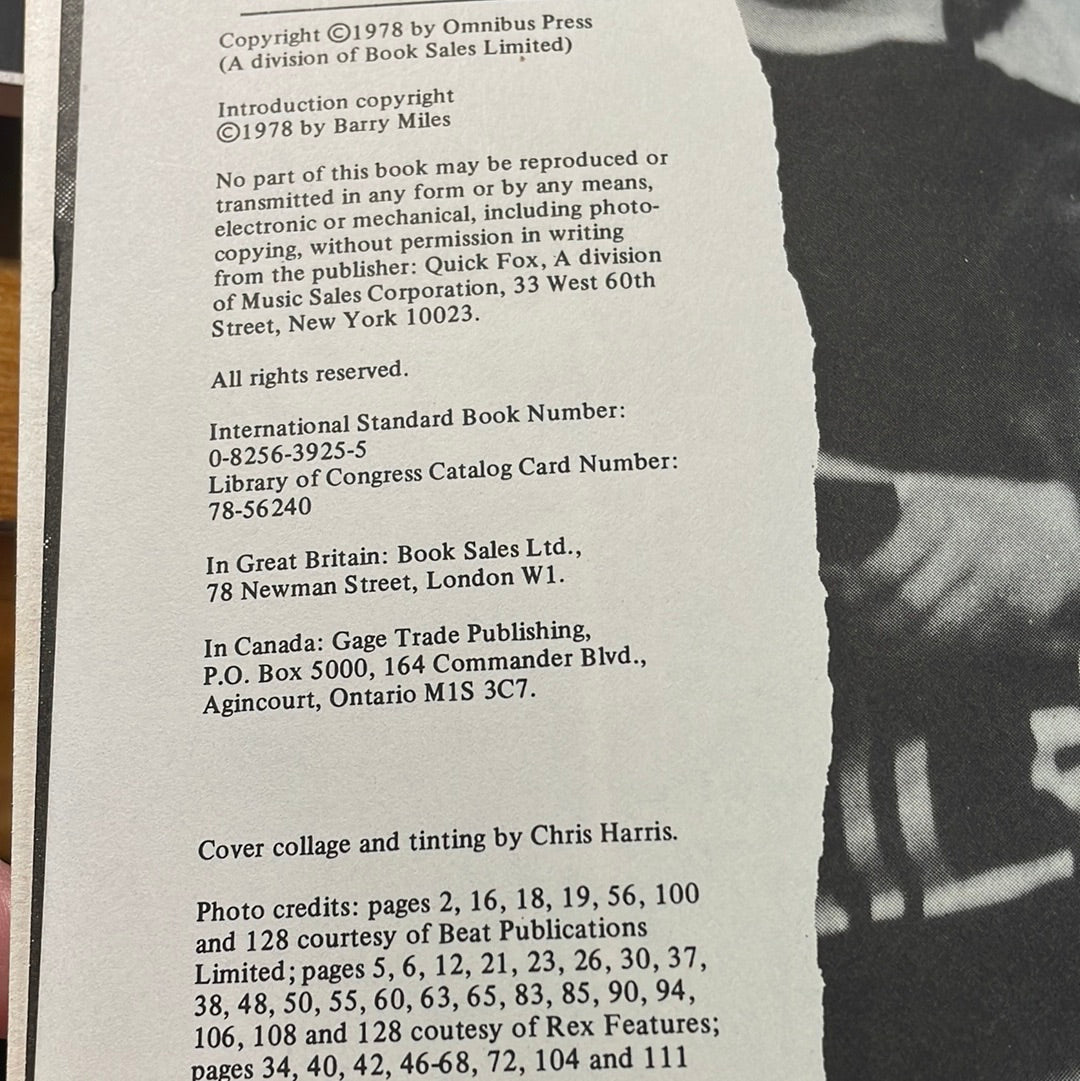 Copyright ©1978 by Omnibus Press
(A division of Book Sales Limited)
Introduction copyright
©1978 by Barry Miles
No part of this book may be reproduced or
transmitted in any form or by any means,
electronic or mechanical, including photo-
copying, without permission in writing
from the publisher: Quick Fox, A division
of Music Sales Corporation, 33 West 60th
Street, New York 10023.
All rights reserved.
International Standard Book Number:
0-8256-3925-5
Library of Congress Catalog Card Number:
78-56240
In Great Britain: Book Sales Ltd.,
78 Newman Street, London W1.
In Canada: Gage Trade Publishing,
P.O. Box 5000, 164 Commander Blvd.,
Agincourt, Ontario M1S 3C7.
Cover collage and tinting by Chris Harris.
Photo credits: pages 2, 16, 18, 19, 56, 100
and 128 courtesy of Beat Publications
Limited; pages 5, 6, 12, 21, 23, 26, 30, 37,
38, 48, 50, 55, 60, 63, 65, 83, 85, 90, 94,
106, 108 and 128 coutesy of Rex Features;
pages 34, 40, 42, 46-68, 72, 104 and 111